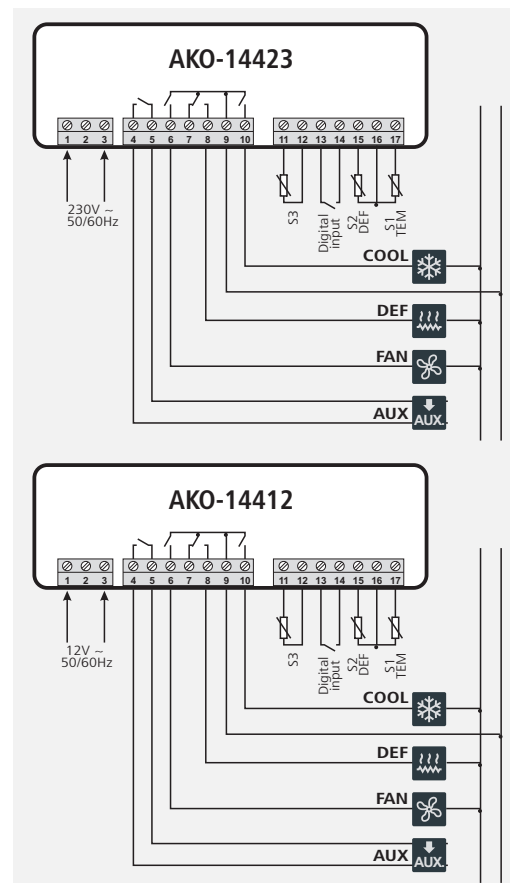 AKO-14423
1 2 3 4 5 6 7 8 9 10 11 12 13 14 15 16 17
230V ~
50/60Hz
S3
Digital
input
S2
DEF
S1
TEM
COOL
DEF
FAN
AUX
AUX.
AKO-14412
1 2 3 4 5 6 7 8 9 10 11 12 13 14 15 16 17
12V ~
50/60Hz
S3
Digital
input
S2
DEF
S1
TEM
COOL
DEF
FAN
AUX
AUX.